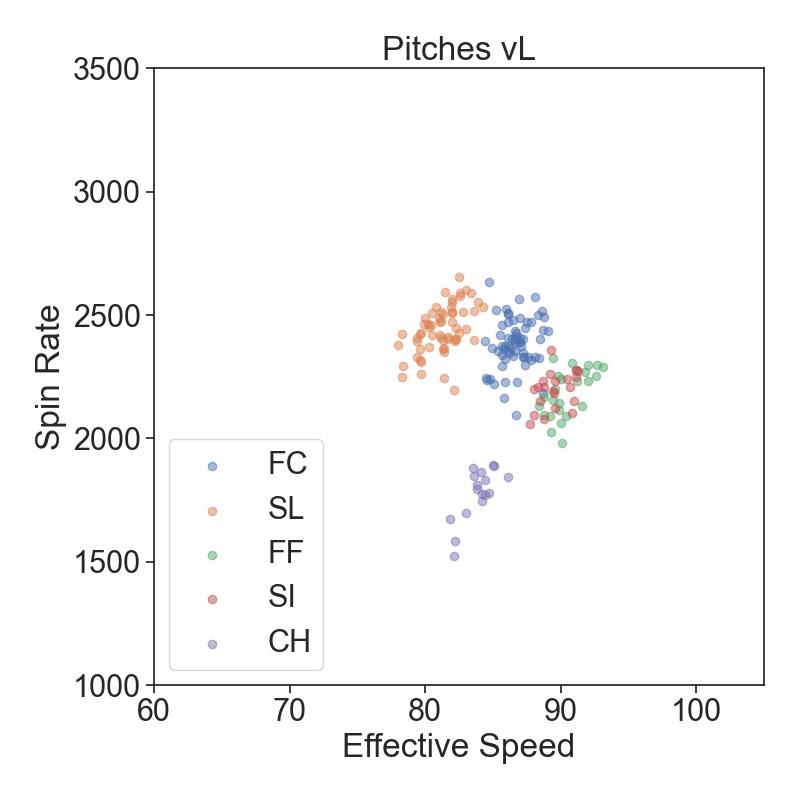 Pitches vL
3500
3000
2500
2000
1500
1000
Spin Rate
FC
SL
FF
SI
CH
60 70 80 90 100
Effective Speed